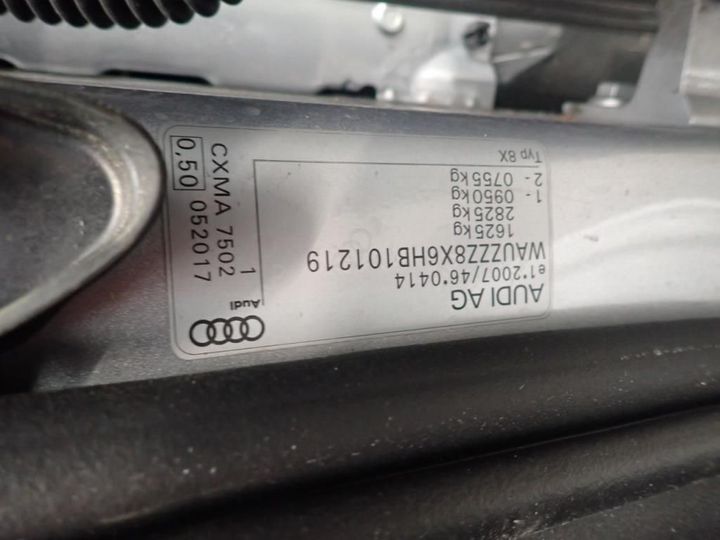 AUDI AG
e1*2007/46*0414
WAUZZZ8X6HB101219
1625kg
2825kg
1 - 0950kg
2 - 0755kg
Typ 8X
Audi
1
CXMA 7502
0,50 052017